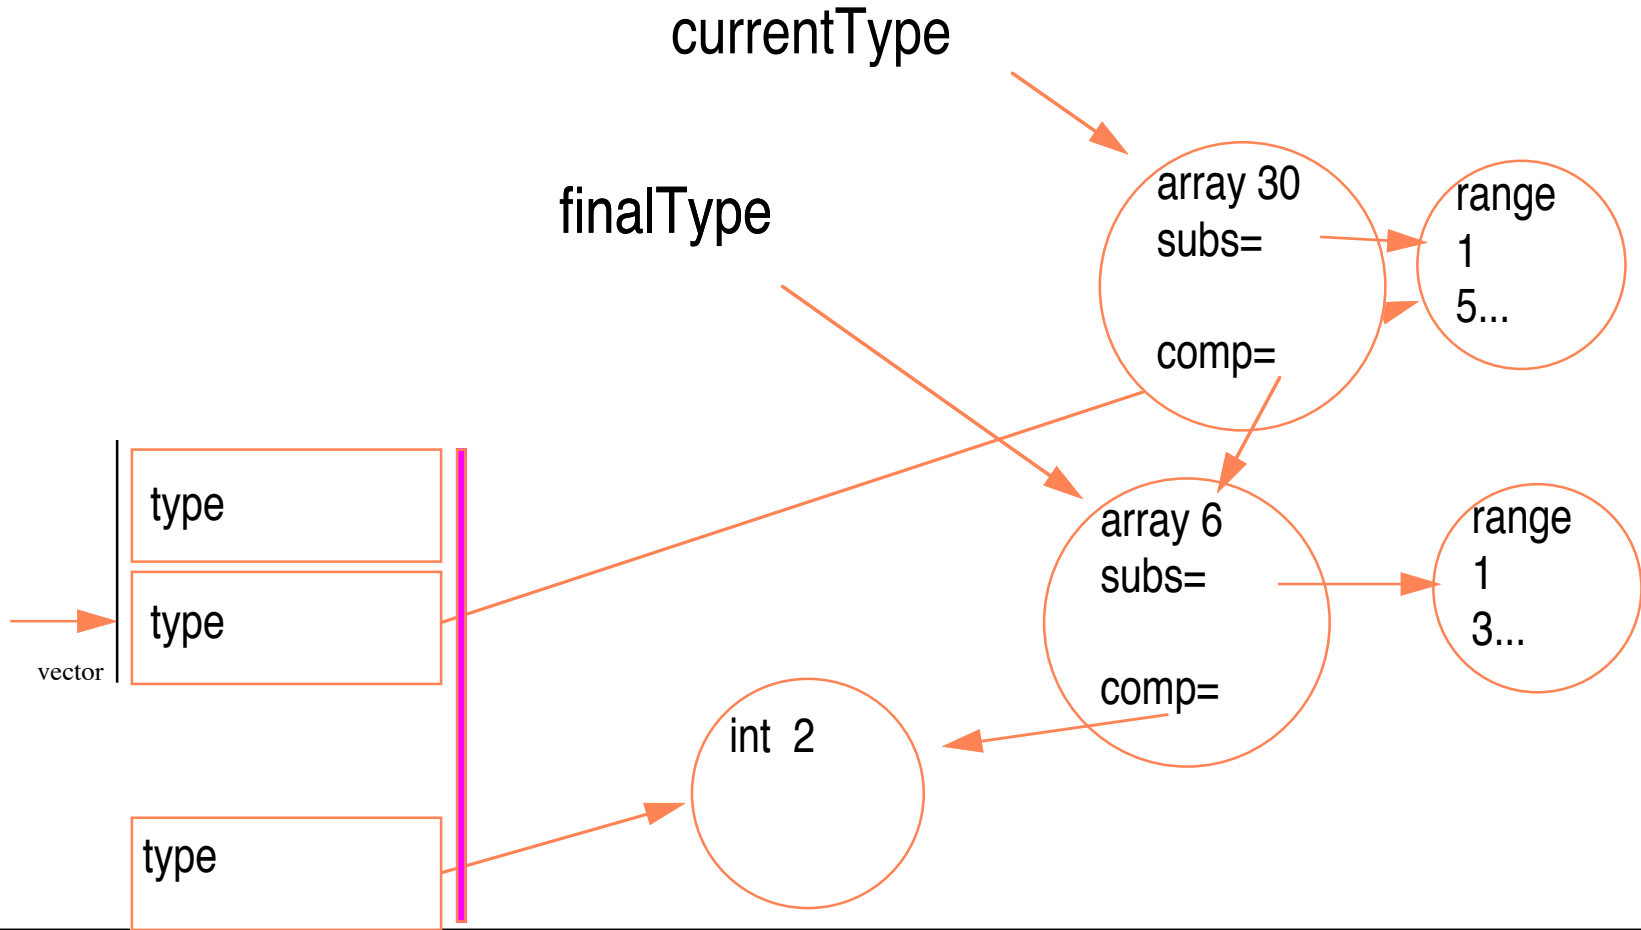 currentType
finalType
array 30
subs=
comp=
range
1
5...
array 6
subs=
comp=
range
1
3...
type
type
vector
int  2
type